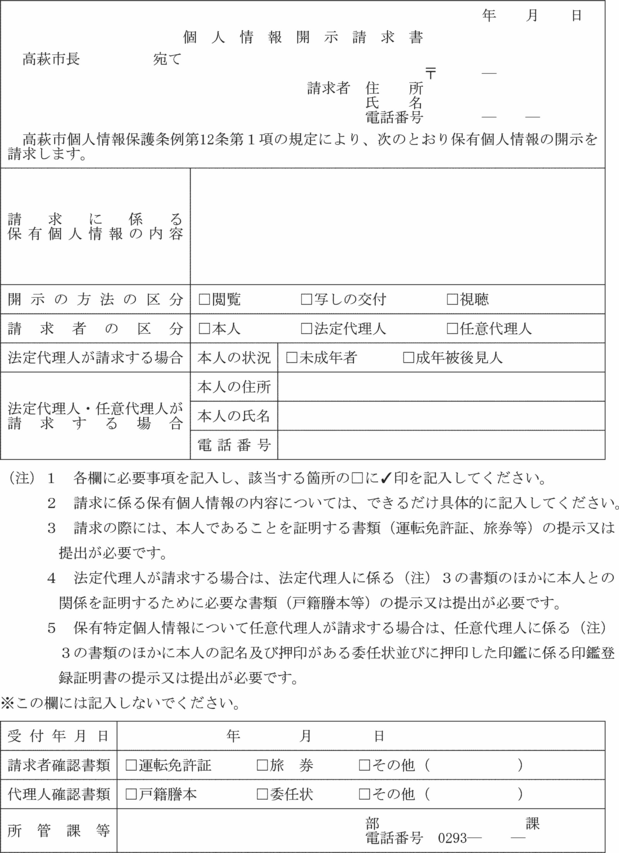 年　　月　　日
個人情報開示請求書
高萩市長　　　　　宛て
〒　　　―
請求者　住　　所
氏　　名
電話番号　　　　―　　―
高萩市個人情報保護条例第12条第１項の規定により、次のとおり保有個人情報の開示を
請求します。
請求に係る
保有個人情報の内容
開示の方法の区分　□閲覧　□写しの交付　□視聴
請求者の区分　□本人　□法定代理人　□任意代理人
法定代理人が請求する場合　本人の状況　□未成年者　□成年被後見人
法定代理人・任意代理人が
請求する場合
本人の住所
本人の氏名
電話番号
（注）１　各欄に必要事項を記入し、該当する箇所の□に✓印を記入してください。
２　請求に係る保有個人情報の内容については、できるだけ具体的に記入してください。
３　請求の際には、本人であることを証明する書類（運転免許証、旅券等）の提示又は
提出が必要です。
４　法定代理人が請求する場合は、法定代理人に係る（注）３の書類のほかに本人との
関係を証明するために必要な書類（戸籍謄本等）の提示又は提出が必要です。
５　保有特定個人情報について任意代理人が請求する場合は、任意代理人に係る（注）
３の書類のほかに本人の記名及び押印がある委任状並びに押印した印鑑に係る印鑑登
録証明書の提示又は提出が必要です。
※この欄には記入しないでください。
受付年月日　　　年　　　月　　　日
請求者確認書類　□運転免許証　□旅　券　□その他（　　　　　　）
代理人確認書類　□戸籍謄本　□委任状　□その他（　　　　　　）
所管課等
部　　　　　　　　　　課
電話番号　0293―　　―